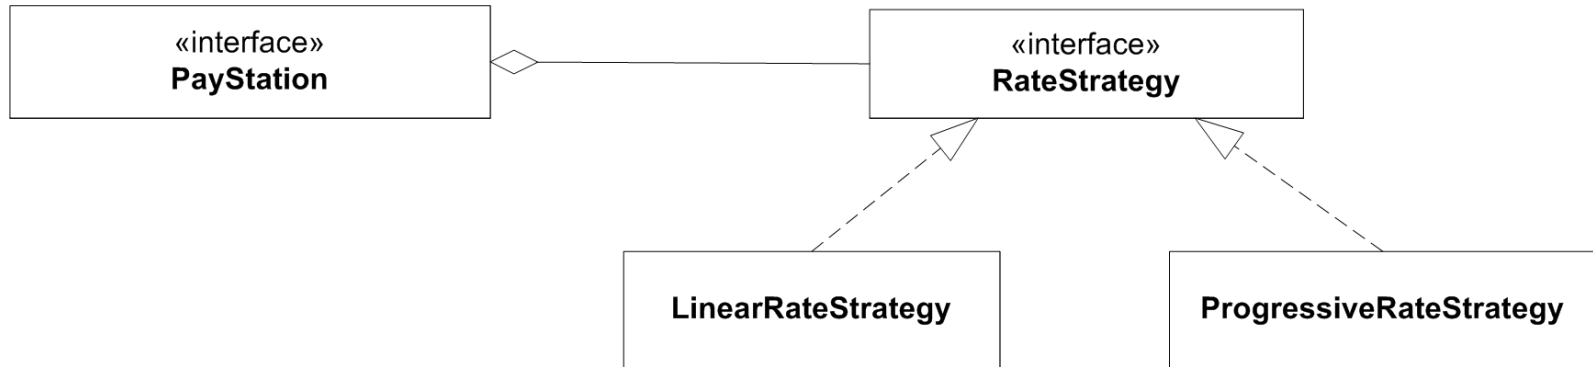 «interface»
PayStation
«interface»
RateStrategy
LinearRateStrategy
ProgressiveRateStrategy